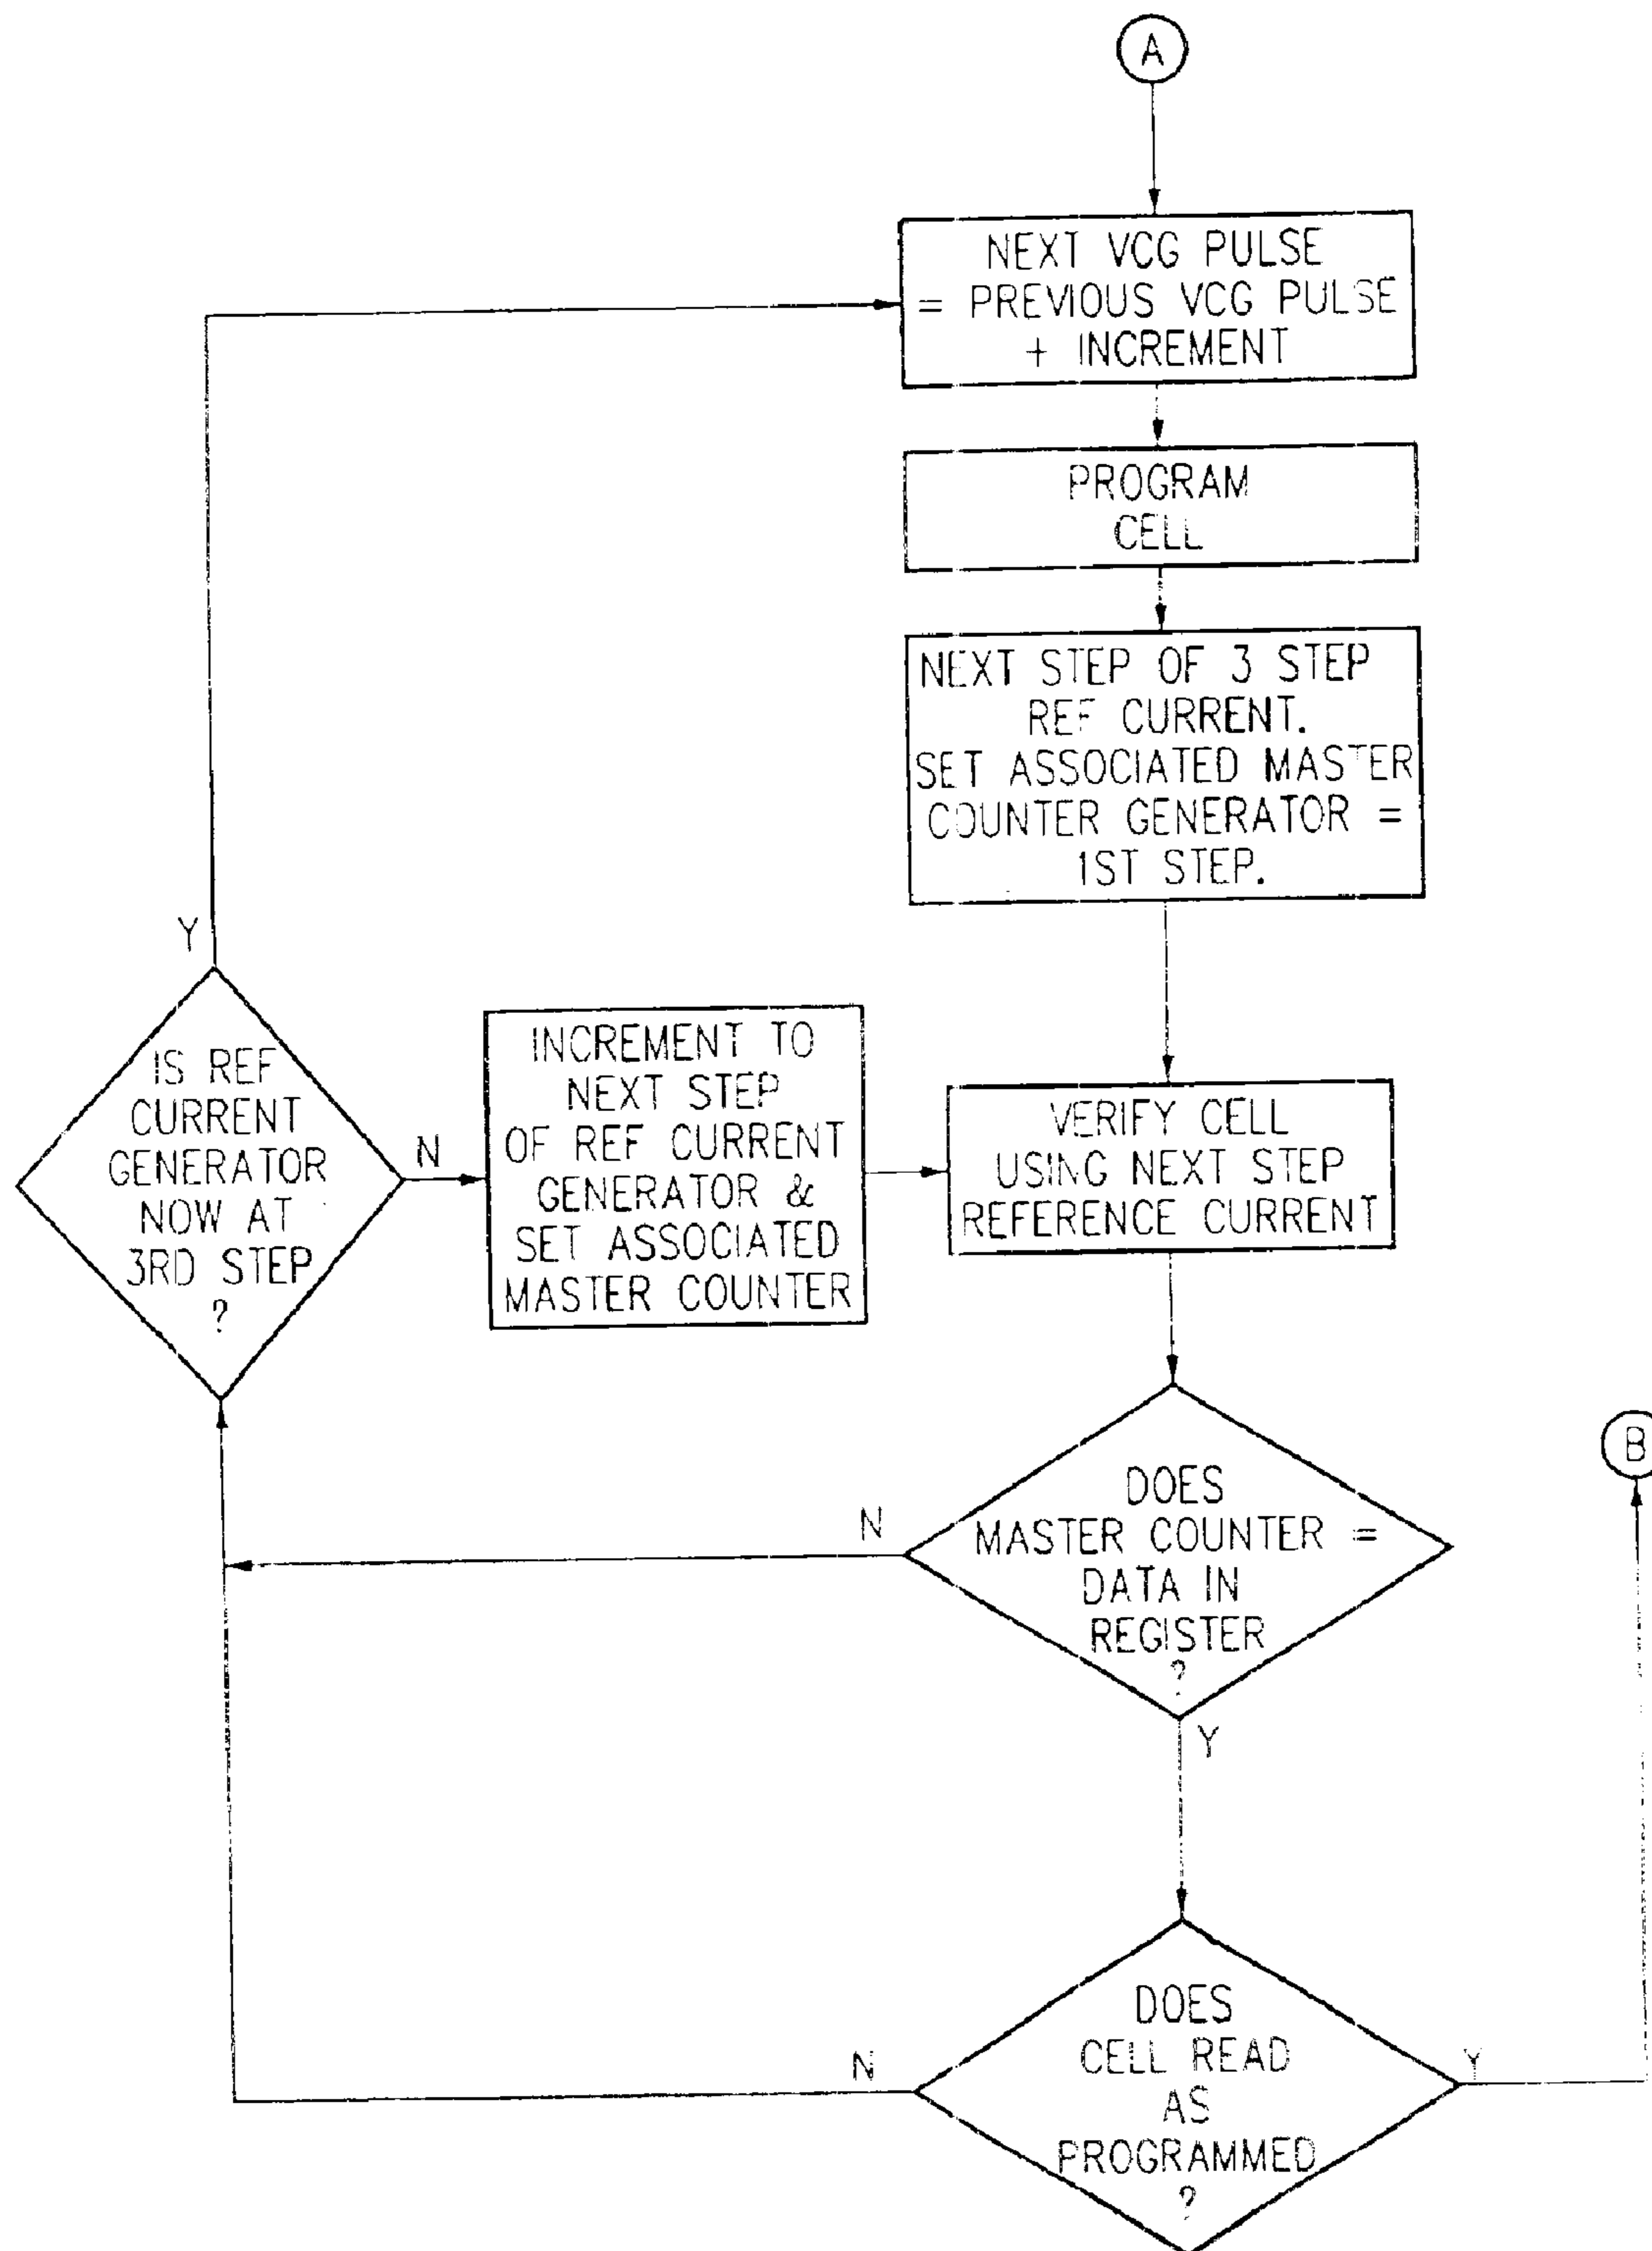 A
NEXT VCG PULSE
= PREVIOUS VCG PULSE
+ INCREMENT
PROGRAM
CELL
NEXT STEP OF 3 STEP
REF CURRENT.
SET ASSOCIATED MASTER
COUNTER GENERATOR =
1ST STEP.
Y
IS REF
CURRENT
GENERATOR
NOW AT
3RD STEP
?
N
INCREMENT TO
NEXT STEP
OF REF CURRENT
GENERATOR &
SET ASSOCIATED
MASTER COUNTER
VERIFY CELL
USING NEXT STEP
REFERENCE CURRENT
B
N
DOES
MASTER COUNTER =
DATA IN
REGISTER
?
Y
N
DOES
CELL READ
AS
PROGRAMMED
?
Y